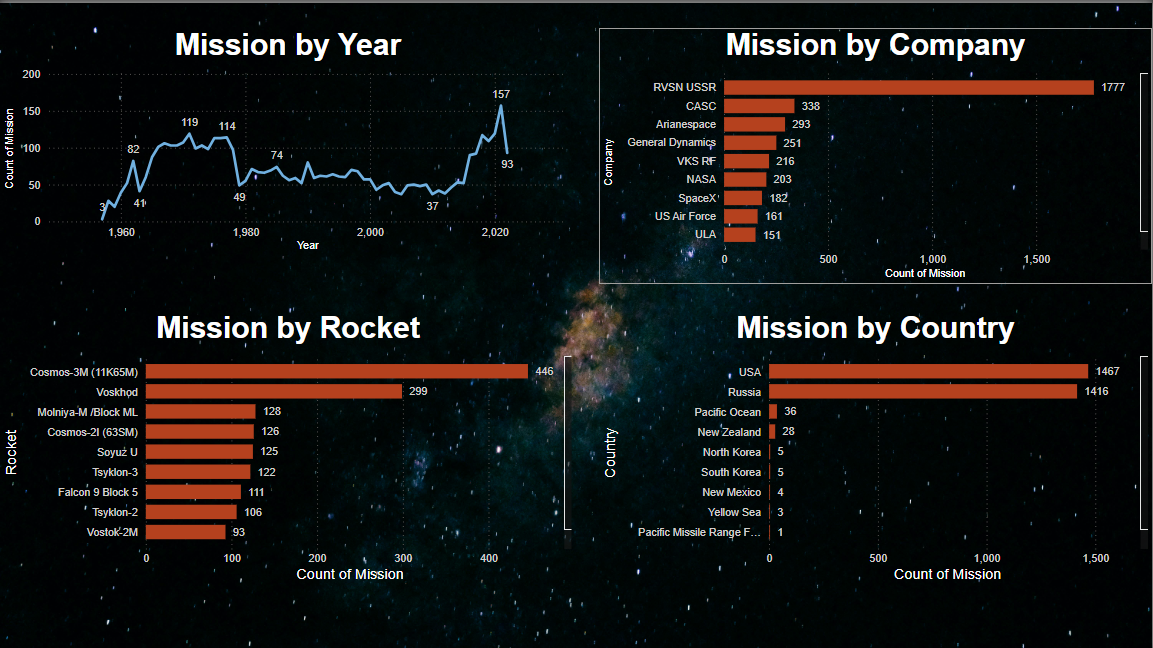 Mission by Year
Count of Mission
200
150
100
50
0
3
82
41
119
114
49
74
37
157
93
1,960
1,980
2,000
2,020
Year
Mission by Company
Company
RVSN USSR 1777
CASC 338
Arianespace 293
General Dynamics 251
VKS RF 216
NASA 203
SpaceX 182
US Air Force 161
ULA 151
0 500 1,000 1,500
Count of Mission
Mission by Rocket
Rocket
Cosmos-3M (11K65M) 446
Voskhod 299
Molniya-M /Block ML 128
Cosmos-2I (63SM) 126
Soyuz U 125
Tsyklon-3 122
Falcon 9 Block 5 111
Tsyklon-2 106
Vostok-2M 93
0 100 200 300 400
Count of Mission
Mission by Country
Country
USA 1467
Russia 1416
Pacific Ocean 36
New Zealand 28
North Korea 5
South Korea 5
New Mexico 4
Yellow Sea 3
Pacific Missile Range F... 1
0 500 1,000 1,500
Count of Mission